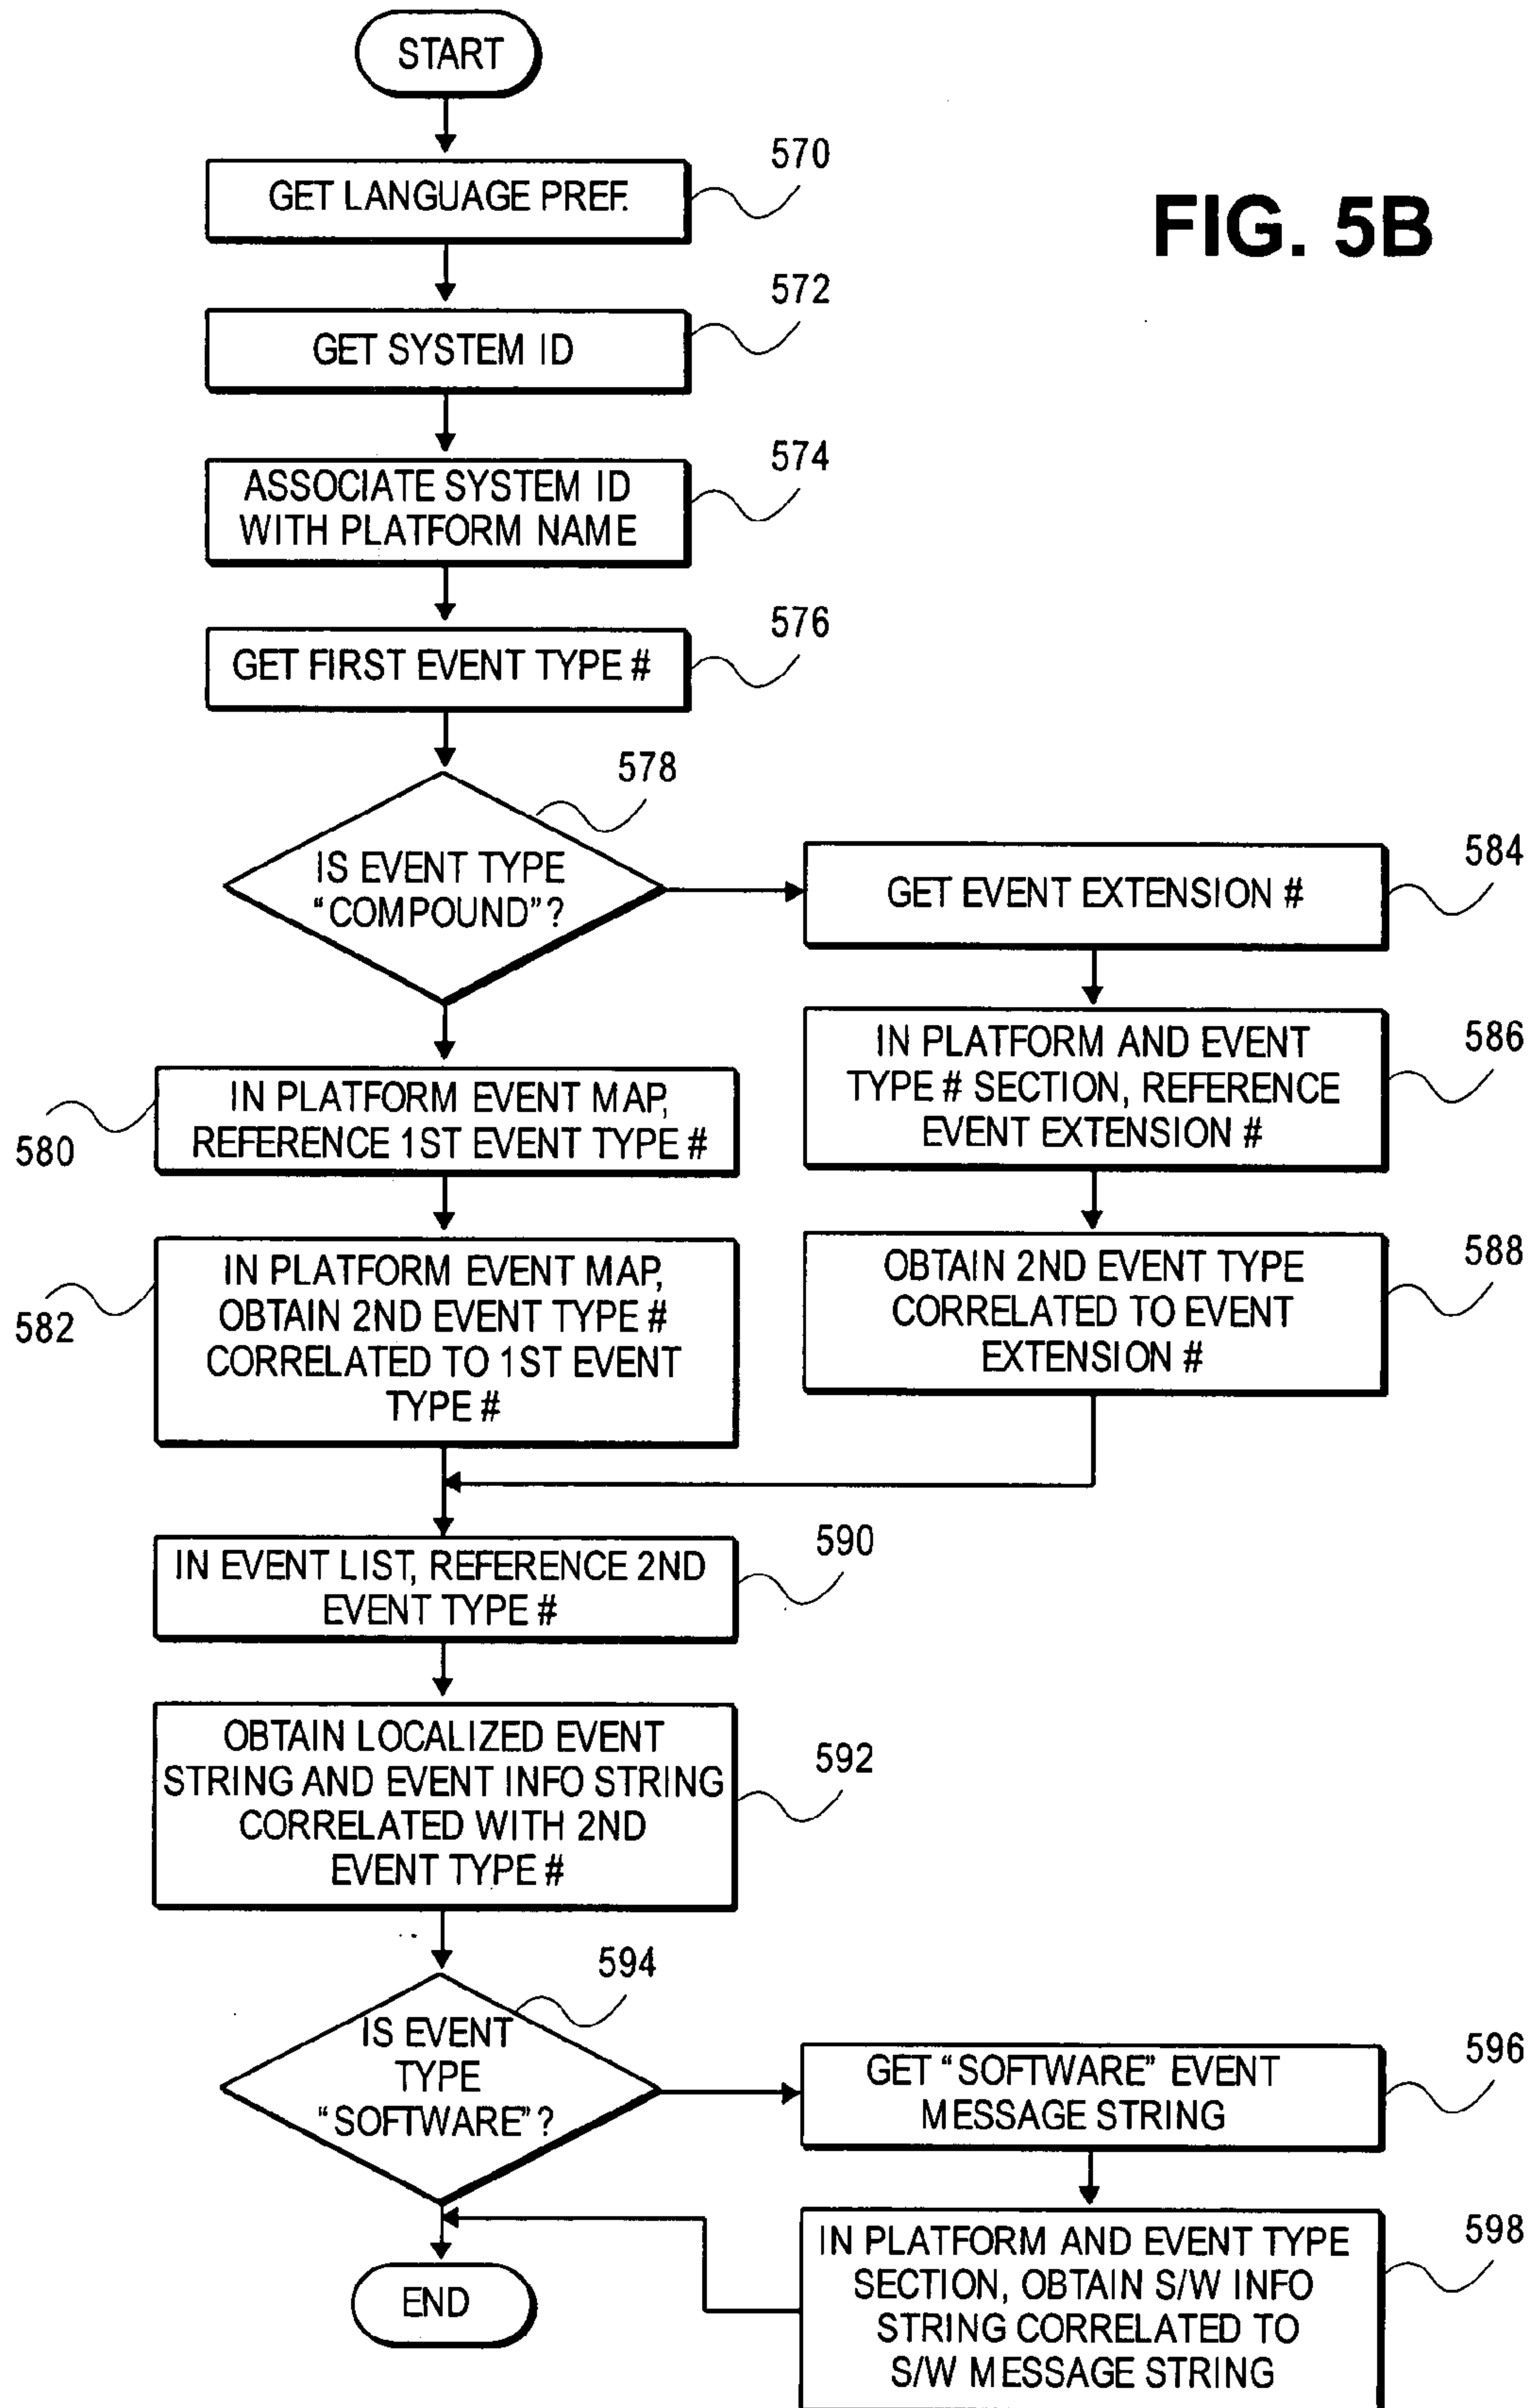 START
570
GET LANGUAGE PREF.
FIG. 5B
572
GET SYSTEM ID
574
ASSOCIATE SYSTEM ID
WITH PLATFORM NAME
576
GET FIRST EVENT TYPE #
578
IS EVENT TYPE
“COMPOUND”?
584
GET EVENT EXTENSION #
586
IN PLATFORM AND EVENT
TYPE # SECTION, REFERENCE
EVENT EXTENSION #
580
IN PLATFORM EVENT MAP,
REFERENCE 1ST EVENT TYPE #
588
OBTAIN 2ND EVENT TYPE
CORRELATED TO EVENT
EXTENSION #
582
IN PLATFORM EVENT MAP,
OBTAIN 2ND EVENT TYPE #
CORRELATED TO 1ST EVENT
TYPE #
590
IN EVENT LIST, REFERENCE 2ND
EVENT TYPE #
592
OBTAIN LOCALIZED EVENT
STRING AND EVENT INFO STRING
CORRELATED WITH 2ND
EVENT TYPE #
594
IS EVENT
TYPE
“SOFTWARE”?
596
GET “SOFTWARE” EVENT
MESSAGE STRING
598
IN PLATFORM AND EVENT TYPE
SECTION, OBTAIN S/W INFO
STRING CORRELATED TO
S/W MESSAGE STRING
END